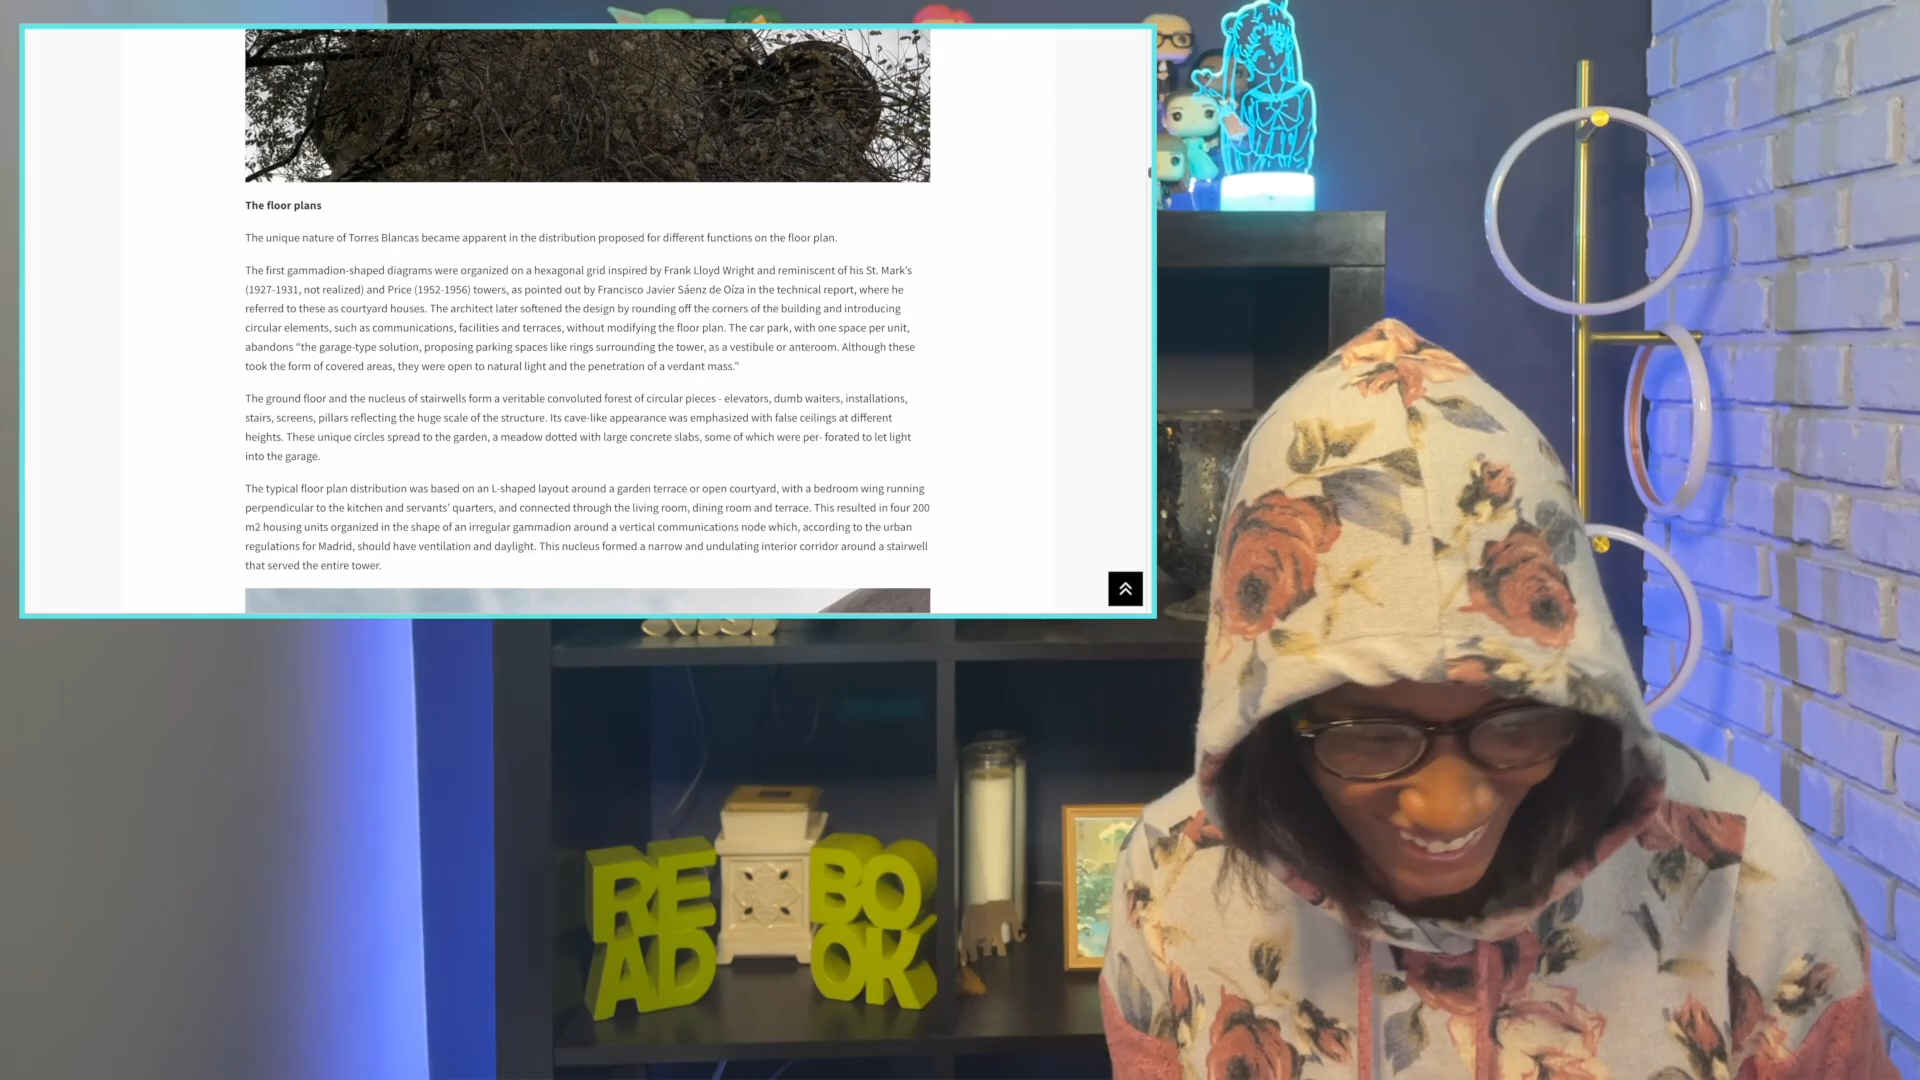 The floor plans
The unique nature of Torres Blancas became apparent in the distribution proposed for different functions on the floor plan.
The first gammadion-shaped diagrams were organized on a hexagonal grid inspired by Frank Lloyd Wright and reminiscent of his St. Mark's
(1927-1931, not realized) and Price (1952-1956) towers, as pointed out by Francisco Javier Sáenz de Oíza in the technical report, where he
referred to these as courtyard houses. The architect later softened the design by rounding off the corners of the building and introducing
circular elements, such as communications, facilities and terraces, without modifying the floor plan. The car park, with one space per unit,
abandons “the garage-type solution, proposing parking spaces like rings surrounding the tower, as a vestibule or anteroom. Although these
took the form of covered areas, they were open to natural light and the penetration of a verdant mass.”
The ground floor and the nucleus of stairwells form a veritable convoluted forest of circular pieces - elevators, dumb waiters, installations,
stairs, screens, pillars reflecting the huge scale of the structure. Its cave-like appearance was emphasized with false ceilings at different
heights. These unique circles spread to the garden, a meadow dotted with large concrete slabs, some of which were per- forated to let light
into the garage.
The typical floor plan distribution was based on an L-shaped layout around a garden terrace or open courtyard, with a bedroom wing running
perpendicular to the kitchen and servants' quarters, and connected through the living room, dining room and terrace. This resulted in four 200
m2 housing units organized in the shape of an irregular gammadion around a vertical communications node which, according to the urban
regulations for Madrid, should have ventilation and daylight. This nucleus formed a narrow and undulating interior corridor around a stairwell
that served the entire tower.
RE
AD
BO
OK